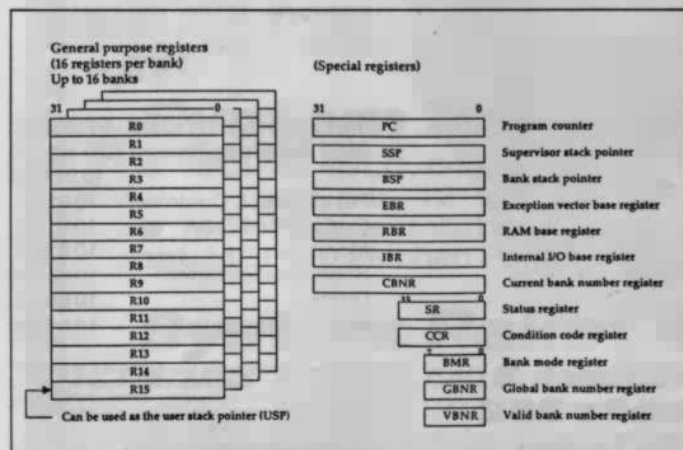 General purpose registers
(16 registers per bank)
Up to 16 banks
31 0
R0
R1
R2
R3
R4
R5
R6
R7
R8
R9
R10
R11
R12
R13
R14
R15
Can be used as the user stack pointer (USP)
(Special registers)
31 0
PC Program counter
SSP Supervisor stack pointer
BSP Bank stack pointer
EBR Exception vector base register
RBR RAM base register
IBR Internal I/O base register
CBNR Current bank number register
15 0
SR Status register
CCR Condition code register
BMR Bank mode register
GBNR Global bank number register
VBNR Valid bank number register